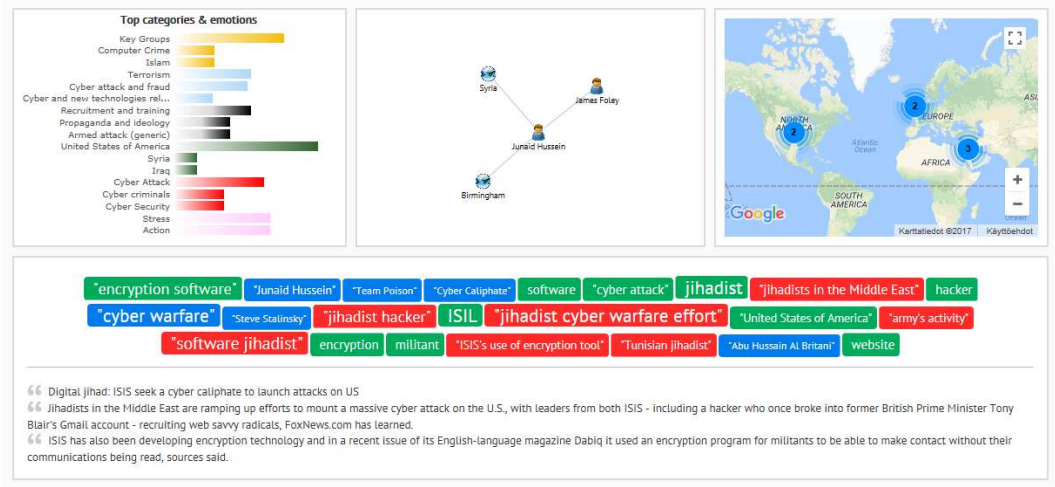 Top categories & emotions
Key Groups
Computer Crime
Islam
Terrorism
Cyber attack and fraud
Cyber and new technologies rel...
Recruitment and training
Propaganda and ideology
Armed attack (generic)
United States of America
Syria
Iraq
Cyber Attack
Cyber criminals
Cyber Security
Stress
Action
Syria
James Foley
Junaid Hussein
Birmingham
NORTH AMERICA
2
2
EUROPE
3
Atlantic Ocean
AFRICA
SOUTH AMERICA
ASI
Ocean
+
−
Google
Karttatiedot ©2017 Käyttöehdot
"encryption software" "Junaid Hussein" "Team Poison" "Cyber Caliphate" software "cyber attack" jihadist "jihadists in the Middle East" hacker
"cyber warfare" "Steve Stalinsky" "jihadist hacker" ISIL "jihadist cyber warfare effort" "United States of America" "army's activity"
"software jihadist" encryption militant "ISIS's use of encryption tool" "Tunisian jihadist" "Abu Hussain Al Britani" website
Digital jihad: ISIS seek a cyber caliphate to launch attacks on US
Jihadists in the Middle East are ramping up efforts to mount a massive cyber attack on the U.S., with leaders from both ISIS - including a hacker who once broke into former British Prime Minister Tony
Blair's Gmail account - recruiting web savvy radicals, FoxNews.com has learned.
ISIS has also been developing encryption technology and in a recent issue of its English-language magazine Dabiq it used an encryption program for militants to be able to make contact without their
communications being read, sources said.